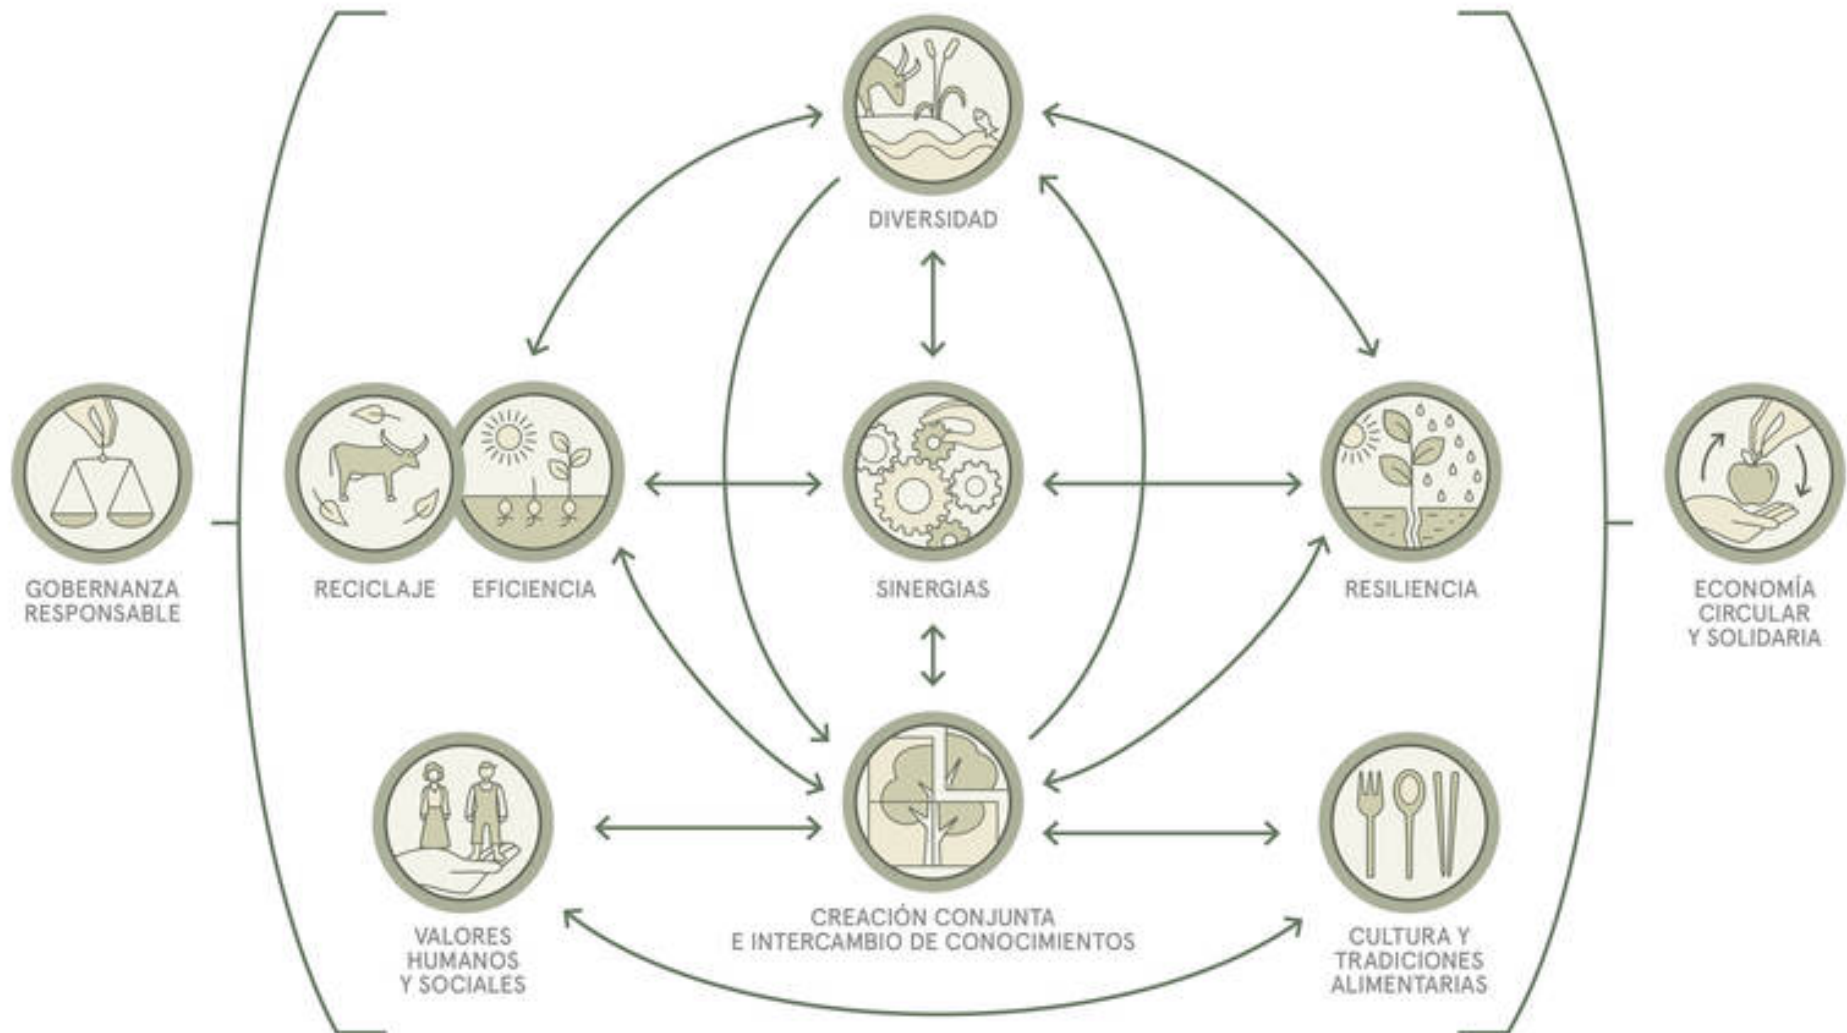 DIVERSIDAD
GOBERNANZA
RESPONSABLE
RECICLAJE
EFICIENCIA
SINERGIAS
RESILIENCIA
ECONOMÍA
CIRCULAR
Y SOLIDARIA
VALORES
HUMANOS
Y SOCIALES
CREACIÓN CONJUNTA
E INTERCAMBIO DE CONOCIMIENTOS
CULTURA Y
TRADICIONES
ALIMENTARIAS